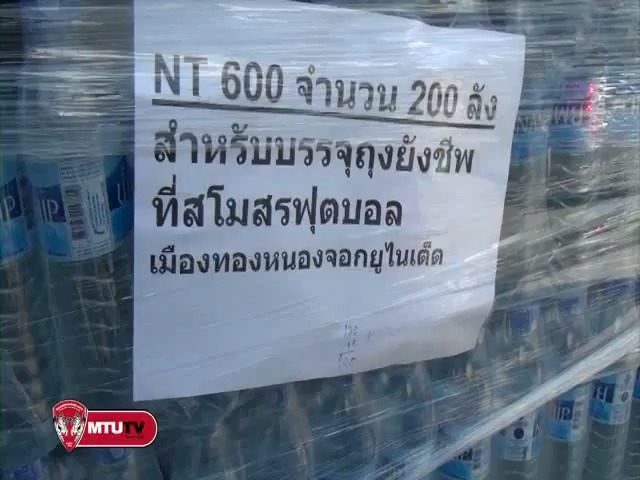 NT 600 จำนวน 200 ลัง
สำหรับบรรจุถุงยังชีพ
ที่สโมสรฟุตบอล
เมืองทองหนองจอกยูไนเต็ด
MTUTV